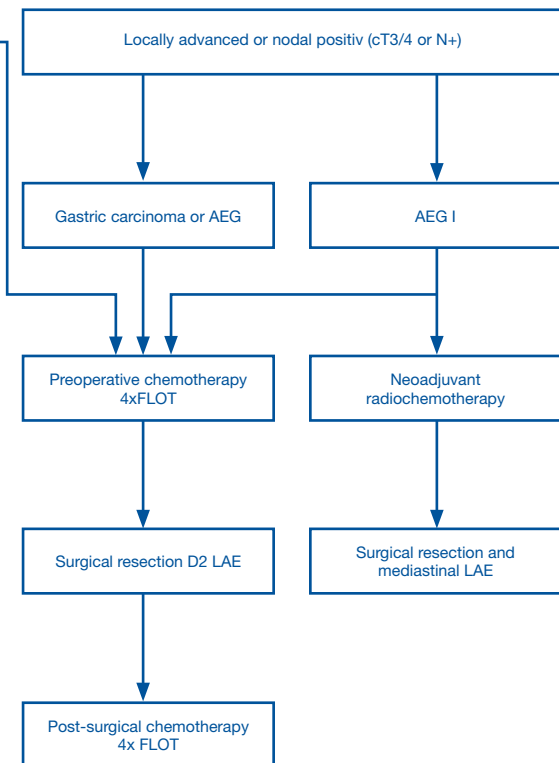 Locally advanced or nodal positiv (cT3/4 or N+)
Gastric carcinoma or AEG
AEG I
Preoperative chemotherapy
4xFLOT
Neoadjuvant
radiochemotherapy
Surgical resection D2 LAE
Surgical resection and
mediastinal LAE
Post-surgical chemotherapy
4x FLOT